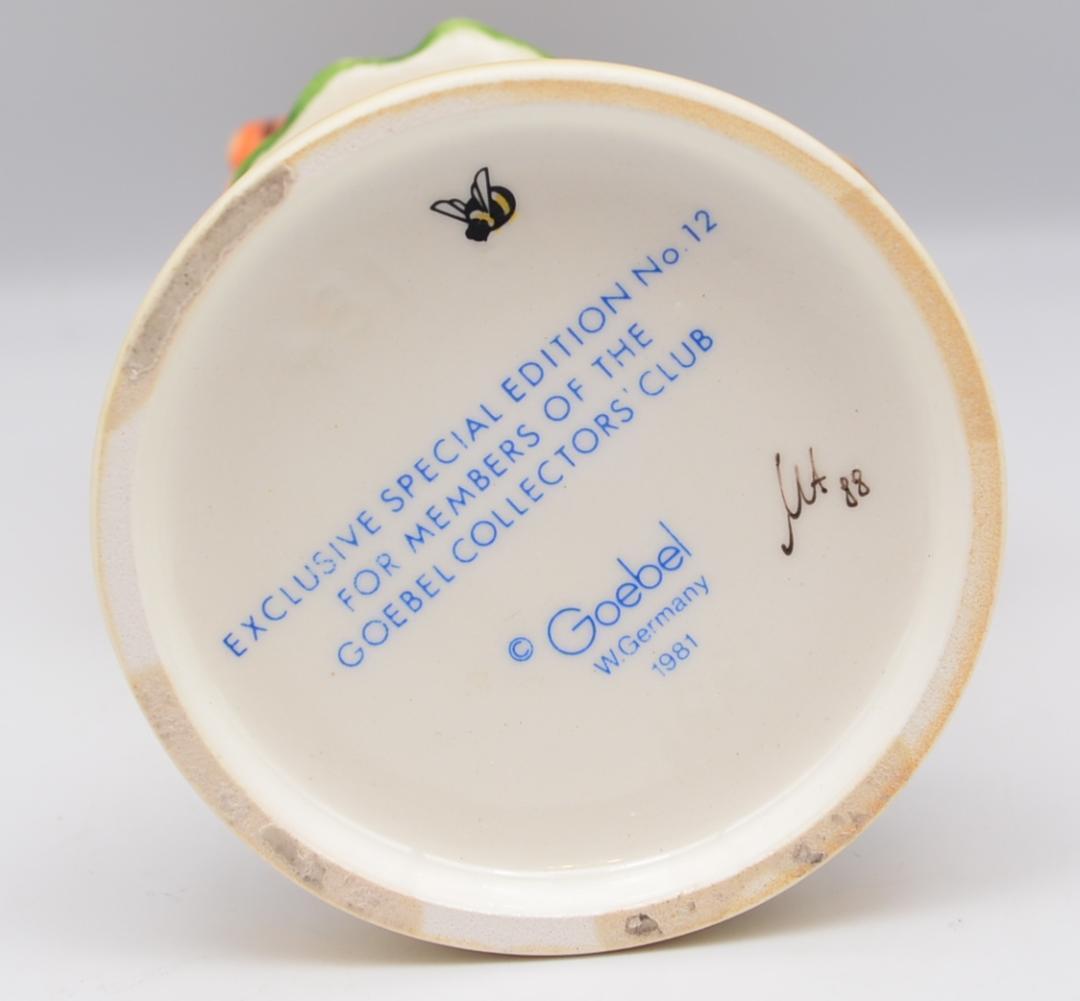 EXCLUSIVE SPECIAL EDITION No. 12
FOR MEMBERS OF THE
GOEBEL COLLECTORS' CLUB
© Goebel
W.Germany
1981
88